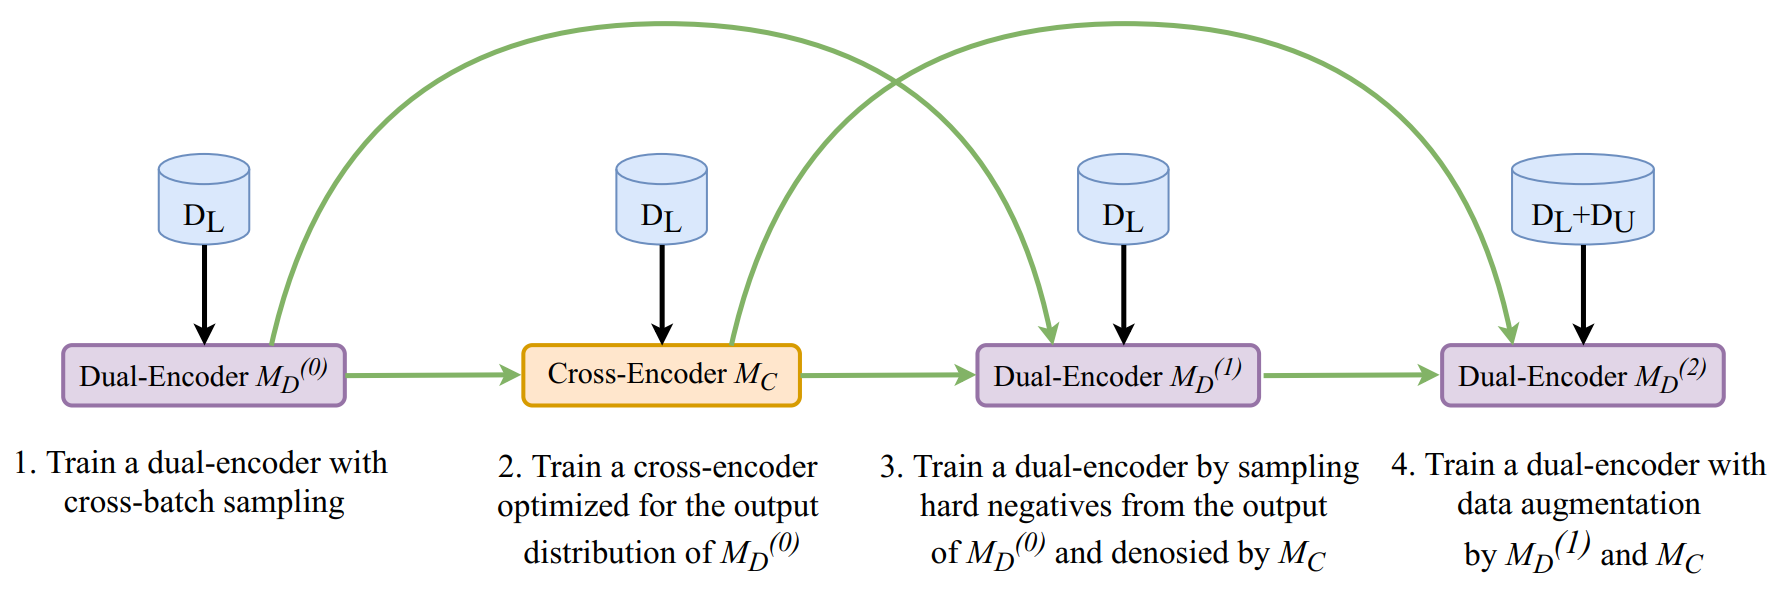 D_L
D_L
D_L
D_L+D_U
Dual-Encoder M_D^(0)
Cross-Encoder M_C
Dual-Encoder M_D^(1)
Dual-Encoder M_D^(2)
1. Train a dual-encoder with
cross-batch sampling
2. Train a cross-encoder
optimized for the output
distribution of M_D^(0)
3. Train a dual-encoder by sampling
hard negatives from the output
of M_D^(0) and denosied by M_C
4. Train a dual-encoder with
data augmentation
by M_D^(1) and M_C